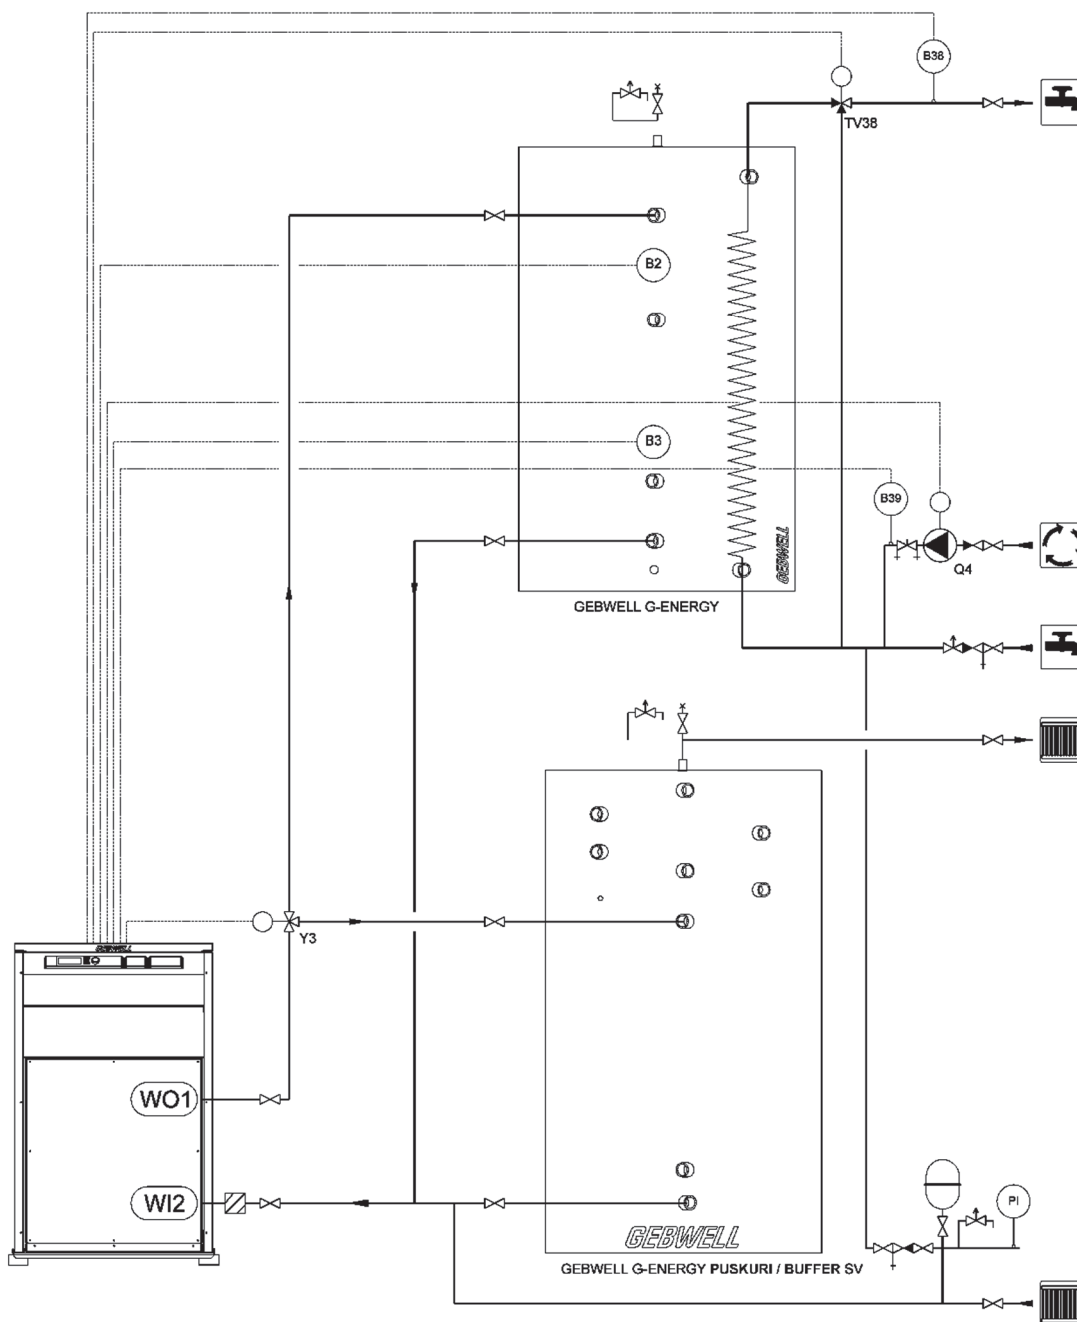 B38
TV38
B2
B3
B39
GEBWELL
Q4
GEBWELL G-ENERGY
Y3
GEBWELL
WO1
WI2
PI
GEBWELL
GEBWELL G-ENERGY PUSKURI / BUFFER SV